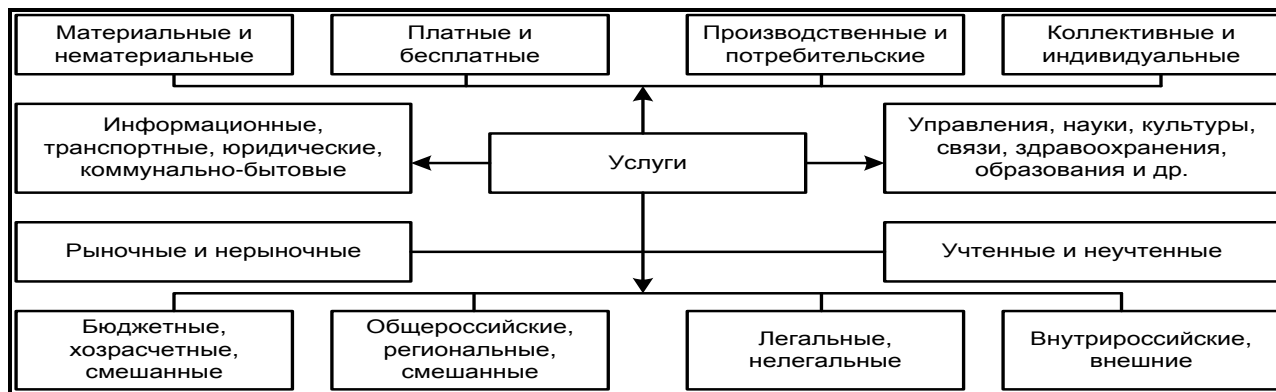 Материальные и
нематериальные
Платные и
бесплатные
Производственные и
потребительские
Коллективные и
индивидуальные
Информационные,
транспортные, юридические,
коммунально-бытовые
Услуги
Управления, науки, культуры,
связи, здравоохранения,
образования и др.
Рыночные и нерыночные
Учтенные и неучтенные
Бюджетные,
хозрасчетные,
смешанные
Общероссийские,
региональные,
смешанные
Легальные,
нелегальные
Внутрироссийские,
внешние